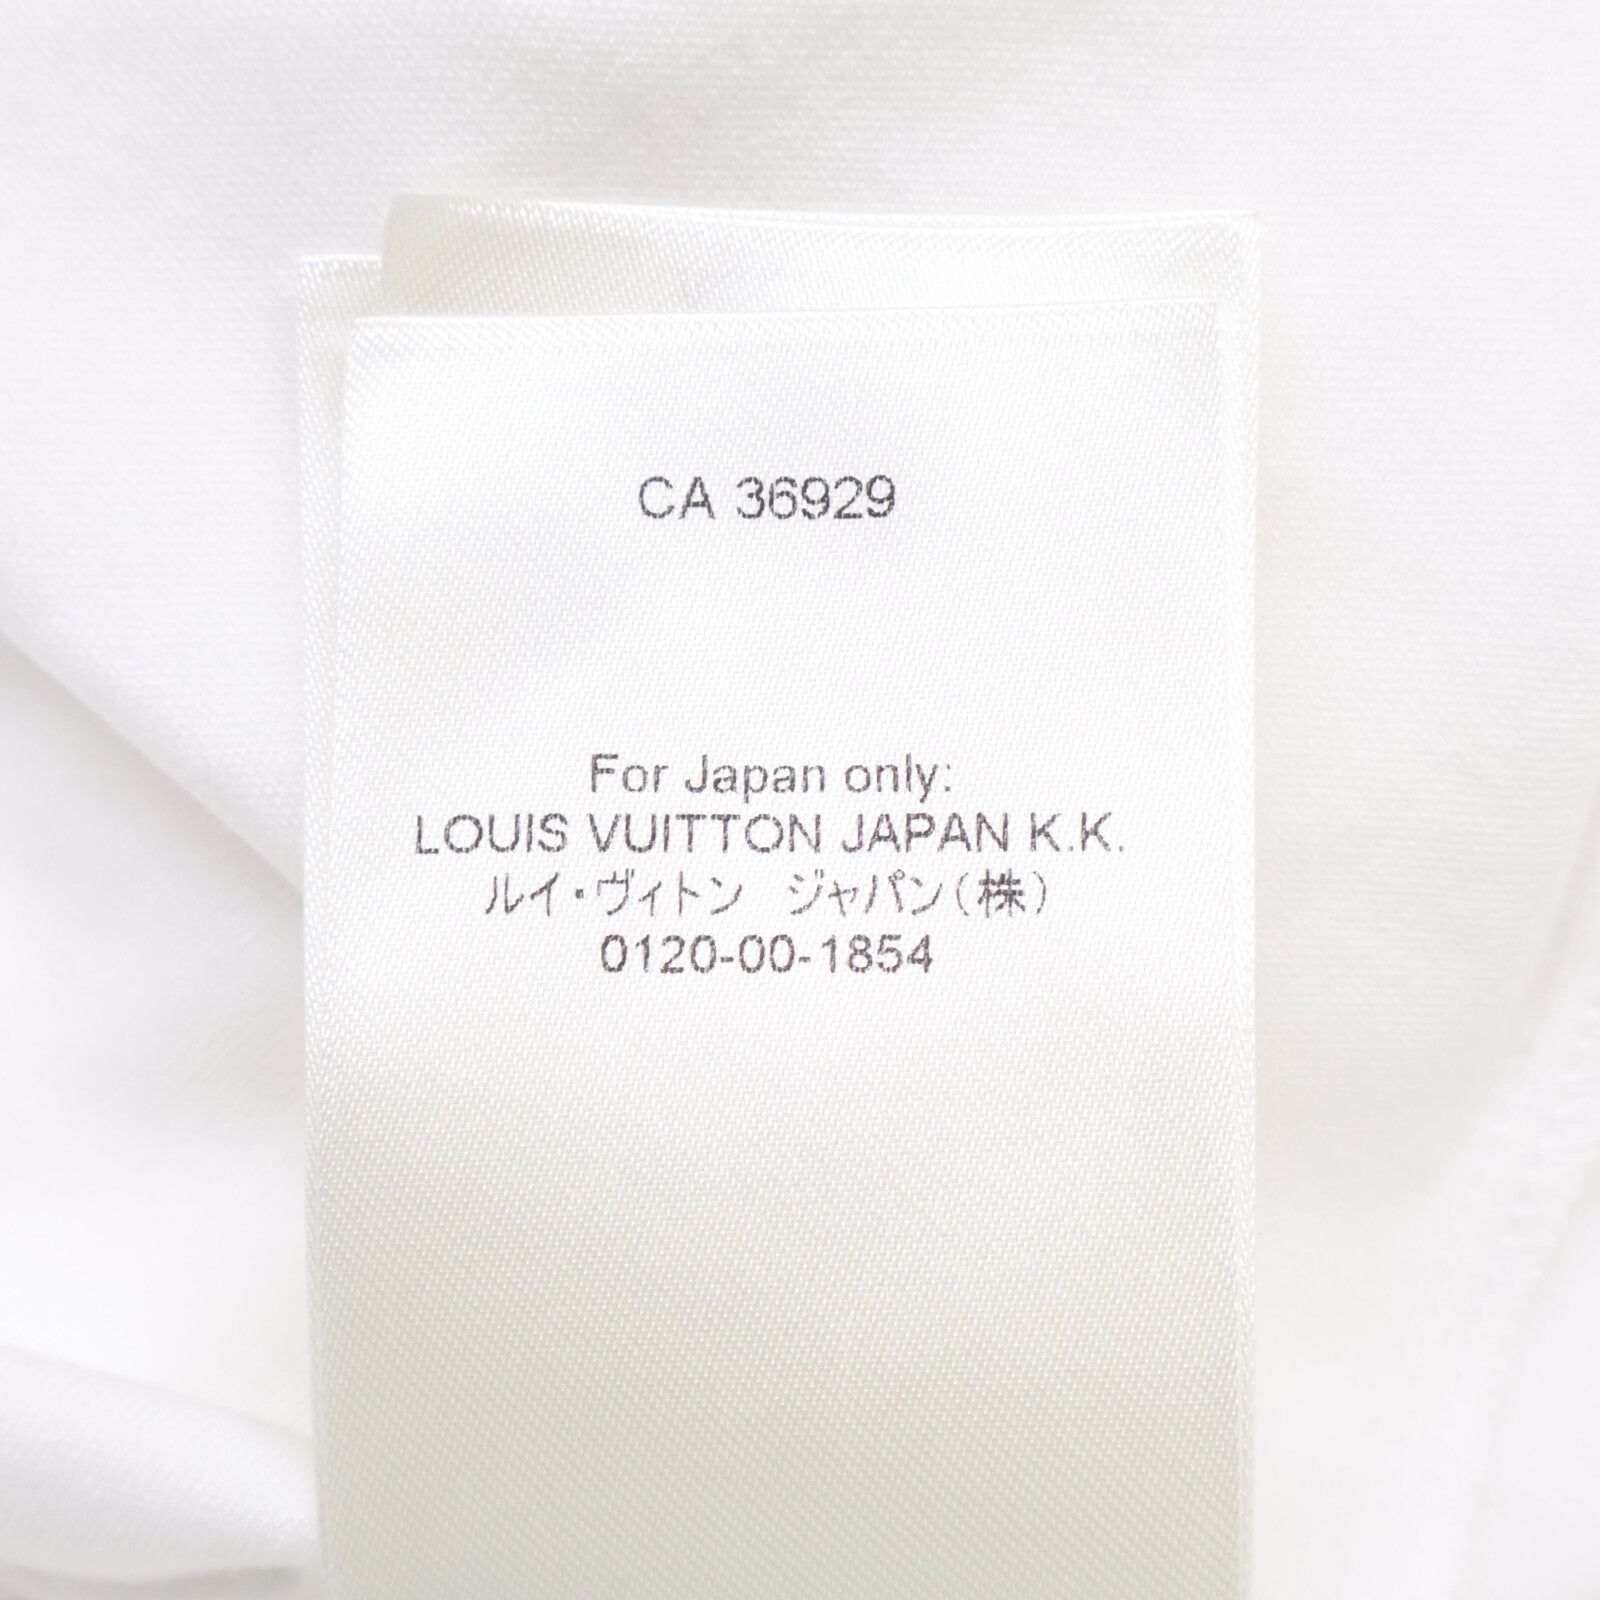 CA 36929
For Japan only:
LOUIS VUITTON JAPAN K.K.
ルイ・ヴィトン　ジャパン(株)
0120-00-1854